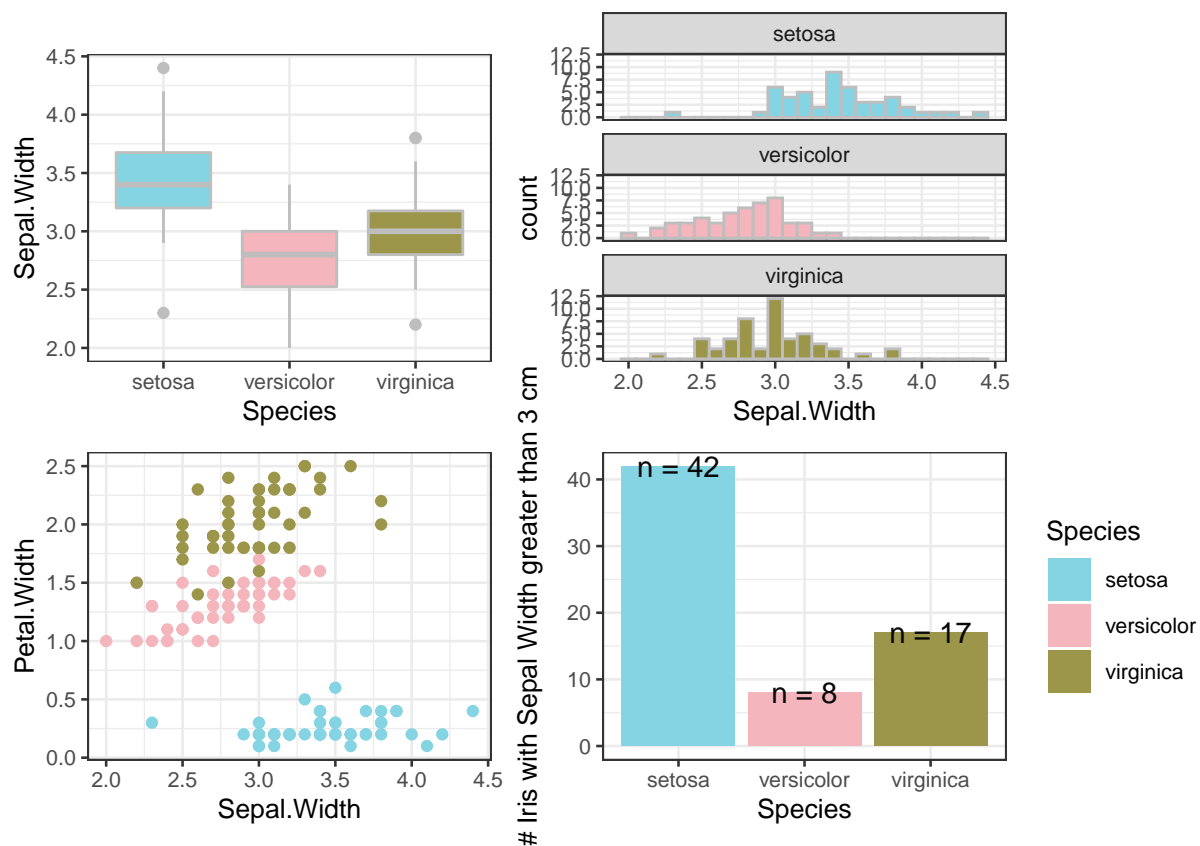 Sepal.Width
4.5
4.0
3.5
3.0
2.5
2.0
setosa
versicolor
virginica
Species
count
setosa
12.5
10.0
7.5
5.0
2.5
0.0
versicolor
12.5
10.0
7.5
5.0
2.5
0.0
virginica
12.5
10.0
7.5
5.0
2.5
0.0
2.0
2.5
3.0
3.5
4.0
4.5
Sepal.Width
Petal.Width
2.5
2.0
1.5
1.0
0.5
0.0
2.0
2.5
3.0
3.5
4.0
4.5
Sepal.Width
# Iris with Sepal Width greater than 3 cm
40
30
20
10
0
n = 42
n = 8
n = 17
setosa
versicolor
virginica
Species
Species
setosa
versicolor
virginica